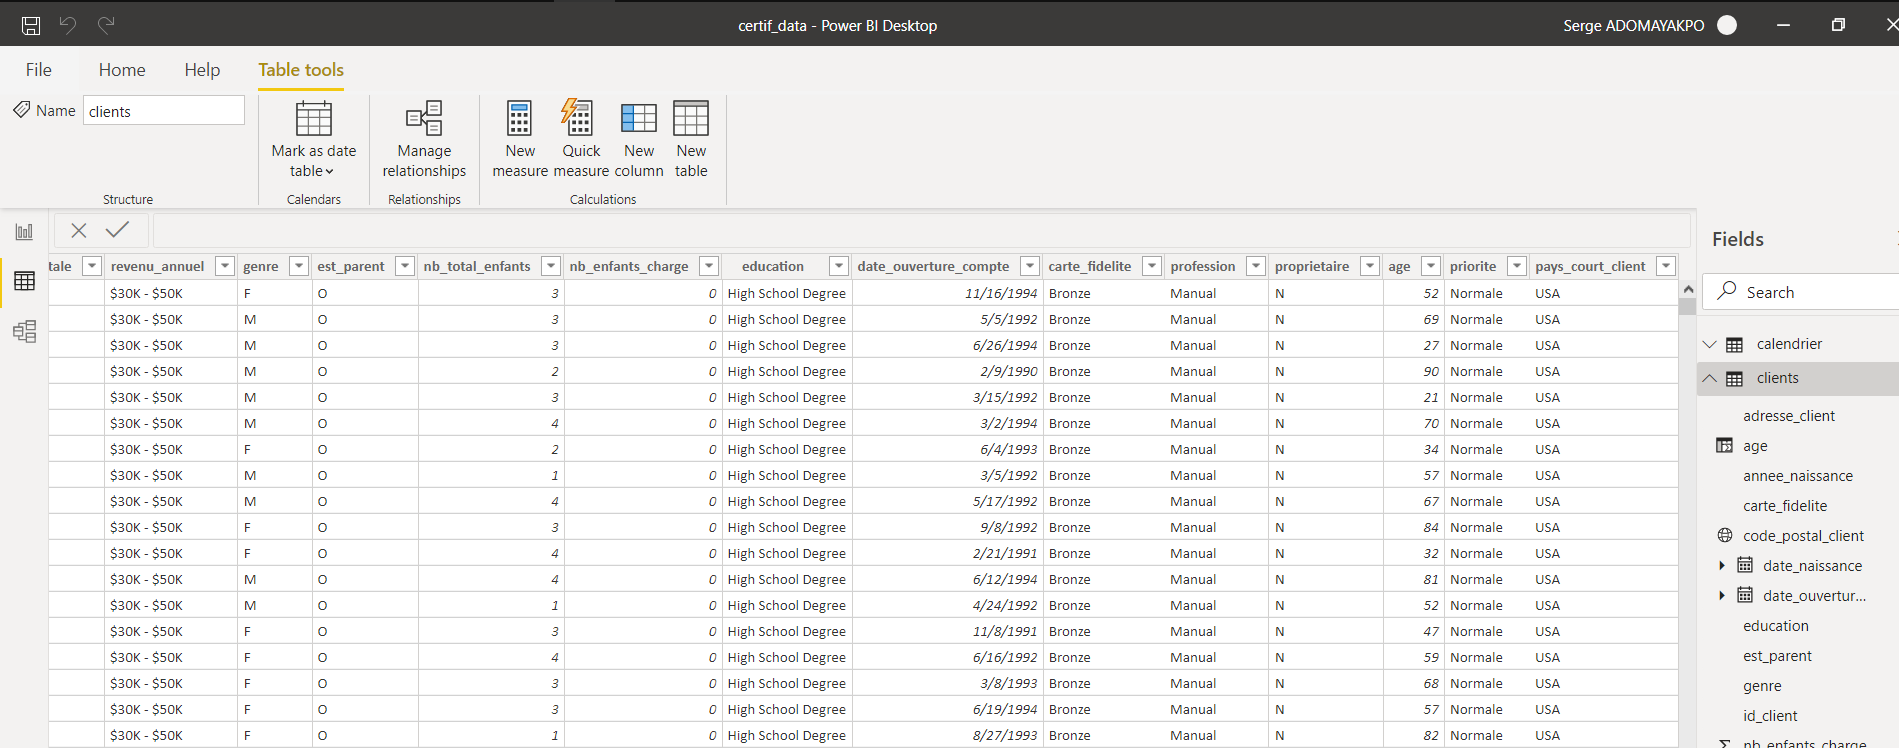 certif_data - Power BI Desktop
Serge ADOMAYAKPO
File Home Help Table tools
Name clients
Mark as date table
Manage relationships
New measure
Quick measure
New column
New table
Structure Calendars Relationships Calculations
tale revenu_annuel genre est_parent nb_total_enfants nb_enfants_charge education date_ouverture_compte carte_fidelite profession proprietaire age priorite pays_court_client
$30K - $50K F O 3 0 High School Degree 11/16/1994 Bronze Manual N 52 Normale USA
$30K - $50K M O 3 0 High School Degree 5/5/1992 Bronze Manual N 69 Normale USA
$30K - $50K M O 3 0 High School Degree 6/26/1994 Bronze Manual N 27 Normale USA
$30K - $50K M O 2 0 High School Degree 2/9/1990 Bronze Manual N 90 Normale USA
$30K - $50K M O 3 0 High School Degree 3/15/1992 Bronze Manual N 21 Normale USA
$30K - $50K M O 4 0 High School Degree 3/2/1994 Bronze Manual N 70 Normale USA
$30K - $50K F O 2 0 High School Degree 6/4/1993 Bronze Manual N 34 Normale USA
$30K - $50K M O 1 0 High School Degree 3/5/1992 Bronze Manual N 57 Normale USA
$30K - $50K M O 4 0 High School Degree 5/17/1992 Bronze Manual N 67 Normale USA
$30K - $50K F O 3 0 High School Degree 9/8/1992 Bronze Manual N 84 Normale USA
$30K - $50K F O 4 0 High School Degree 2/21/1991 Bronze Manual N 32 Normale USA
$30K - $50K M O 4 0 High School Degree 6/12/1994 Bronze Manual N 81 Normale USA
$30K - $50K M O 1 0 High School Degree 4/24/1992 Bronze Manual N 52 Normale USA
$30K - $50K F O 3 0 High School Degree 11/8/1991 Bronze Manual N 47 Normale USA
$30K - $50K F O 4 0 High School Degree 6/16/1992 Bronze Manual N 59 Normale USA
$30K - $50K F O 3 0 High School Degree 3/8/1993 Bronze Manual N 68 Normale USA
$30K - $50K F O 3 0 High School Degree 6/19/1994 Bronze Manual N 57 Normale USA
$30K - $50K F O 1 0 High School Degree 8/27/1993 Bronze Manual N 82 Normale USA
Fields
Search
calendrier
clients
adresse_client
age
annee_naissance
carte_fidelite
code_postal_client
date_naissance
date_ouvertur...
education
est_parent
genre
id_client
nb_enfants_charge